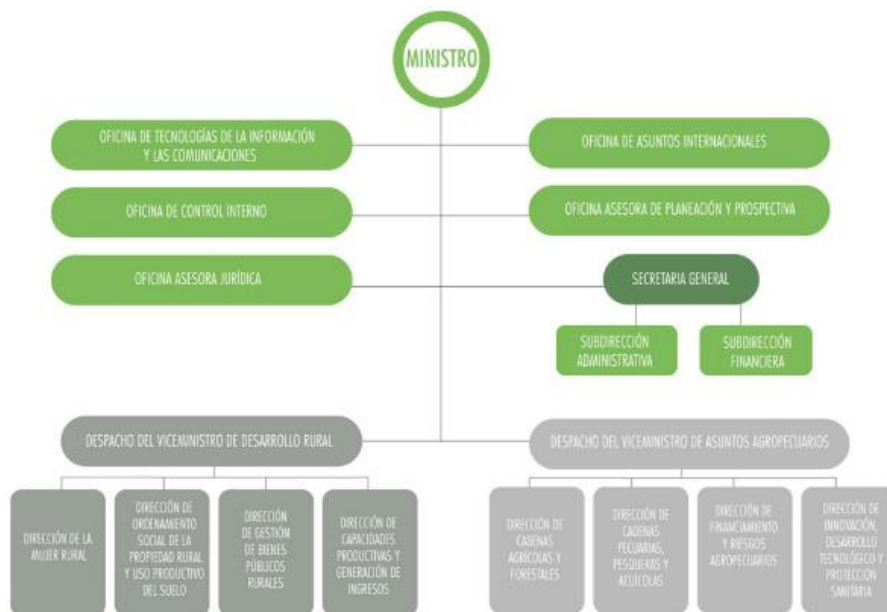 MINISTRO
OFICINA DE TECNOLOGÍAS DE LA INFORMACIÓN
Y LAS COMUNICACIONES
OFICINA DE ASUNTOS INTERNACIONALES
OFICINA DE CONTROL INTERNO
OFICINA ASESORA DE PLANEACIÓN Y PROSPECTIVA
OFICINA ASESORA JURÍDICA
SECRETARIA GENERAL
SUBDIRECCIÓN
ADMINISTRATIVA
SUBDIRECCIÓN
FINANCIERA
DESPACHO DEL VICEMINISTRO DE DESARROLLO RURAL
DESPACHO DEL VICEMINISTRO DE ASUNTOS AGROPECUARIOS
DIRECCIÓN DE LA
MUJER RURAL
DIRECCIÓN DE
ORDENAMIENTO
SOCIAL DE LA
PROPIEDAD RURAL
Y USO PRODUCTIVO
DEL SUELO
DIRECCIÓN
DE GESTIÓN
DE BIENES
PÚBLICOS
RURALES
DIRECCIÓN DE
CAPACIDADES
PRODUCTIVAS Y
GENERACIÓN DE
INGRESOS
DIRECCIÓN DE
CADENAS
AGRÍCOLAS Y
FORESTALES
DIRECCIÓN DE
CADENAS
PECUARIAS,
PESQUERAS Y
ACUÍCOLAS
DIRECCIÓN DE
FINANCIAMIENTO
Y RIESGOS
AGROPECUARIOS
DIRECCIÓN DE
INNOVACIÓN,
DESARROLLO
TECNOLÓGICO Y
PROTECCIÓN
SANITARIA